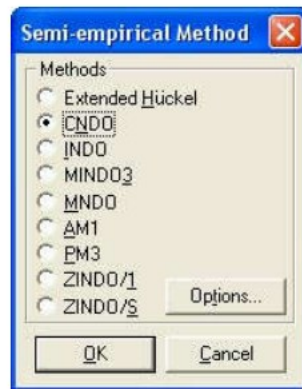 Semi-empirical Method
Methods
Extended Hückel
CNDO
INDO
MINDO3
MNDO
AM1
PM3
ZINDO/1
ZINDO/S
Options...
OK
Cancel